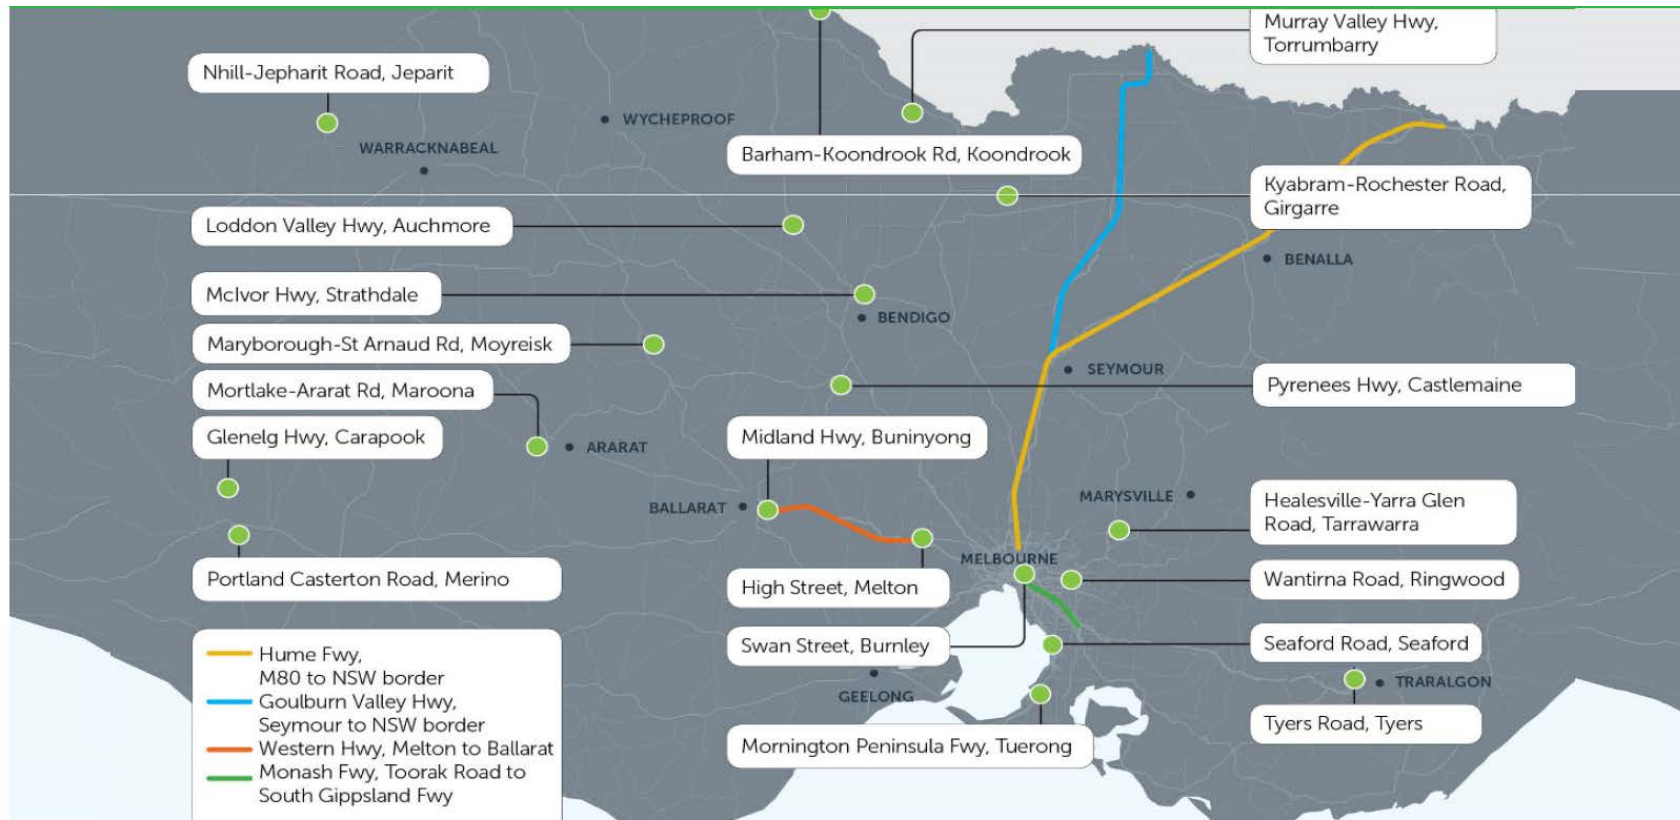 Murray Valley Hwy,
Torrumbarry
Nhill-Jepharit Road, Jeparit
WYCHEPROOF
WARRACKNABEAL
Barham-Koondrook Rd, Koondrook
Kyabram-Rochester Road,
Girgarre
Loddon Valley Hwy, Auchmore
BENALLA
McIvor Hwy, Strathdale
BENDIGO
Maryborough-St Arnaud Rd, Moyreisk
SEYMOUR
Mortlake-Ararat Rd, Maroona
Pyrenees Hwy, Castlemaine
Glenelg Hwy, Carapook
ARARAT
Midland Hwy, Buninyong
BALLARAT
MARYSVILLE
Healesville-Yarra Glen
Road, Tarrawarra
MELBOURNE
Portland Casterton Road, Merino
High Street, Melton
Wantirna Road, Ringwood
Swan Street, Burnley
Seaford Road, Seaford
GEELONG
TRARALGON
Tyers Road, Tyers
Mornington Peninsula Fwy, Tuerong
Hume Fwy,
M80 to NSW border
Goulburn Valley Hwy,
Seymour to NSW border
Western Hwy, Melton to Ballarat
Monash Fwy, Toorak Road to
South Gippsland Fwy